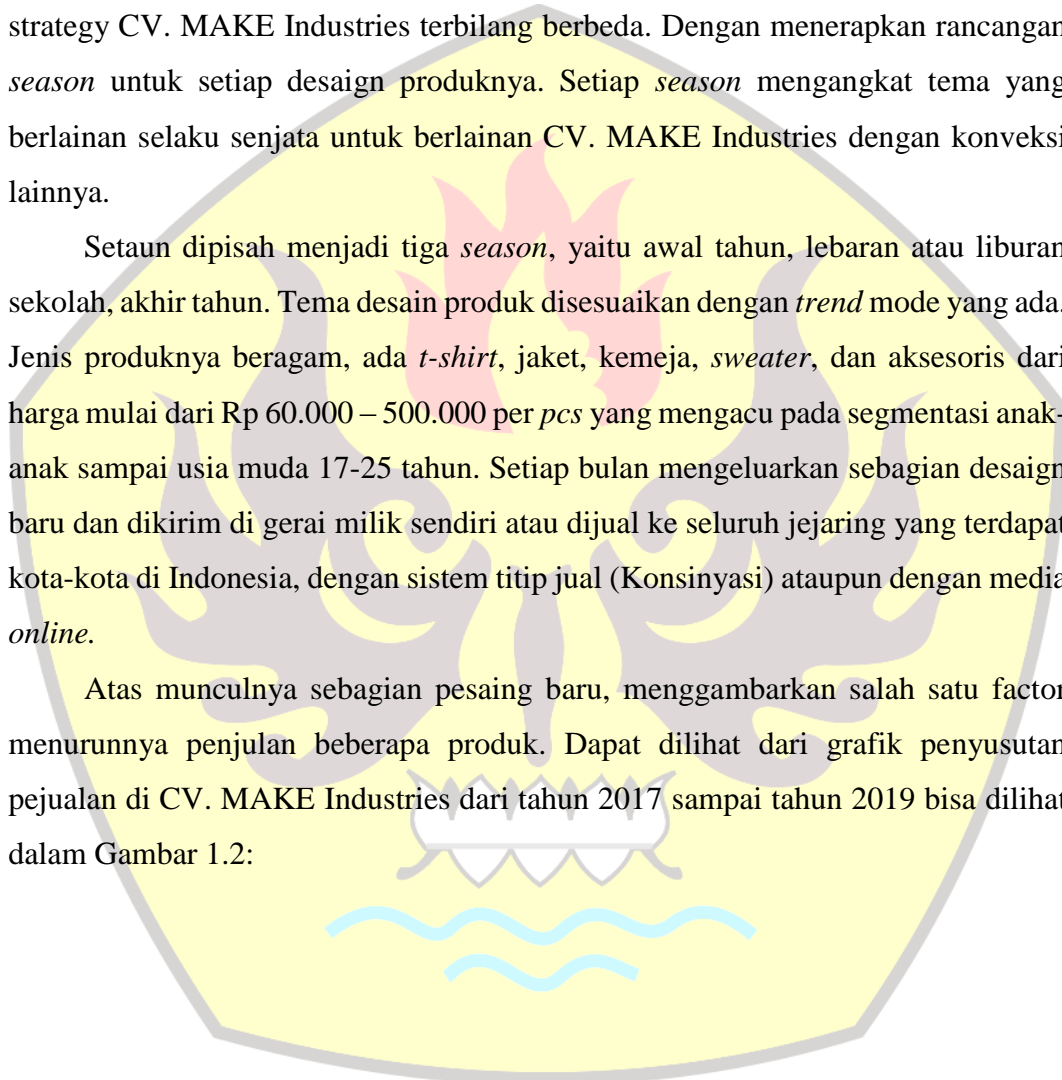 strategy CV. MAKE Industries terbilang berbeda. Dengan menerapkan rancangan
season untuk setiap desaign produknya. Setiap season mengangkat tema yang
berlainan selaku senjata untuk berlainan CV. MAKE Industries dengan konveksi
lainnya.
Setaun dipisah menjadi tiga season, yaitu awal tahun, lebaran atau liburan
sekolah, akhir tahun. Tema desain produk disesuaikan dengan trend mode yang ada.
Jenis produknya beragam, ada t-shirt, jaket, kemeja, sweater, dan aksesoris dari
harga mulai dari Rp 60.000 – 500.000 per pcs yang mengacu pada segmentasi anak-
anak sampai usia muda 17-25 tahun. Setiap bulan mengeluarkan sebagian desaign
baru dan dikirim di gerai milik sendiri atau dijual ke seluruh jejaring yang terdapat
kota-kota di Indonesia, dengan sistem titip jual (Konsinyasi) ataupun dengan media
online.
Atas munculnya sebagian pesaing baru, menggambarkan salah satu factor
menurunnya penjulan beberapa produk. Dapat dilihat dari grafik penyusutan
pejualan di CV. MAKE Industries dari tahun 2017 sampai tahun 2019 bisa dilihat
dalam Gambar 1.2: